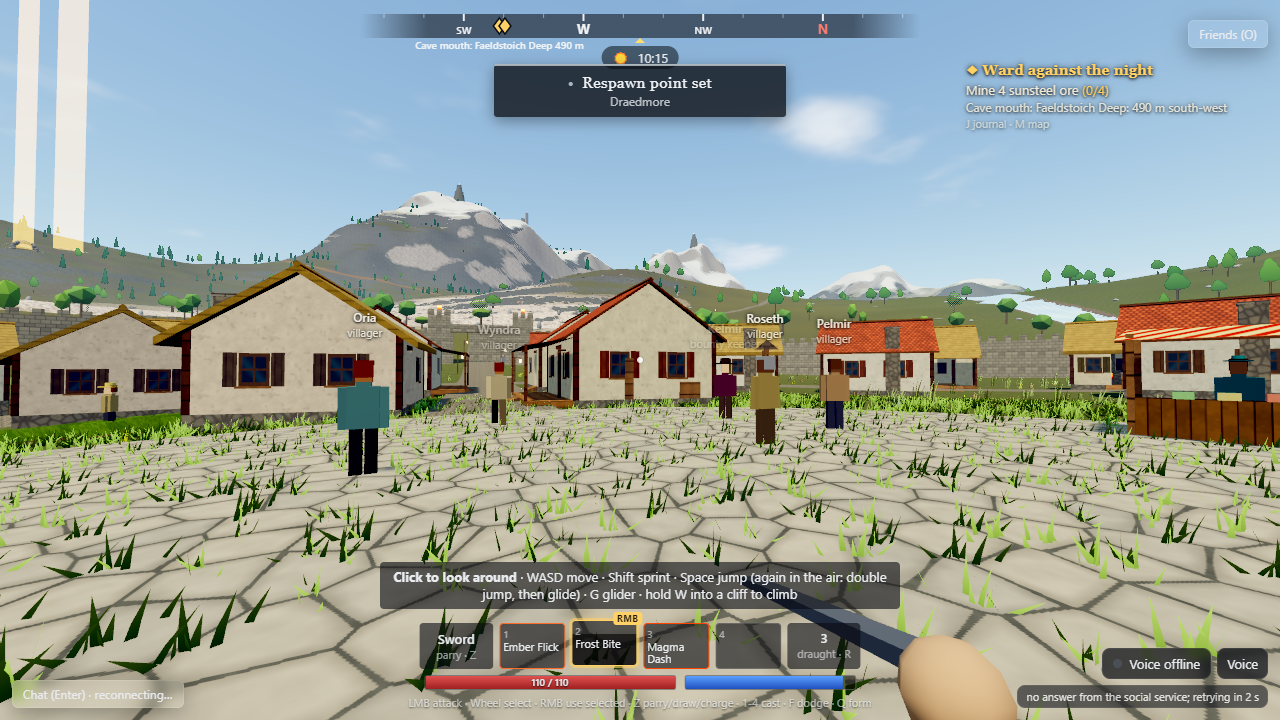 SW
W
NW
N
Cave mouth: Faeldstoich Deep 490 m
10:15
Friends (0)
Respawn point set
Draedmore
Ward against the night
Mine 4 sunsteel ore (0/4)
Cave mouth: Faeldstoich Deep: 490 m south-west
J journal · M map
Oria
villager
Wyndra
villager
Roseth
villager
Pelmir
villager
Click to look around · WASD move · Shift sprint · Space jump (again in the air: double
jump, then glide) · G glider · hold W into a cliff to climb
RMB
Sword
parry · Z
1
Ember Flick
2
Frost Bite
3
Magma
Dash
4
3
draught · R
110 / 110
LMB attack · Wheel select · RMB use selected · Z parry/draw/charge · 1-4 cast · F dodge · Q form
Chat (Enter) · reconnecting...
Voice offline
Voice
no answer from the social service; retrying in 2 s